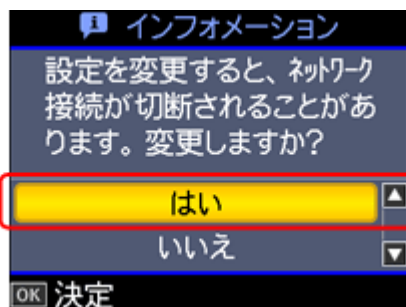 インフォメーション
設定を変更すると、ネットワーク
接続が切断されることがあ
ります。変更しますか?
はい
いいえ
OK 決定